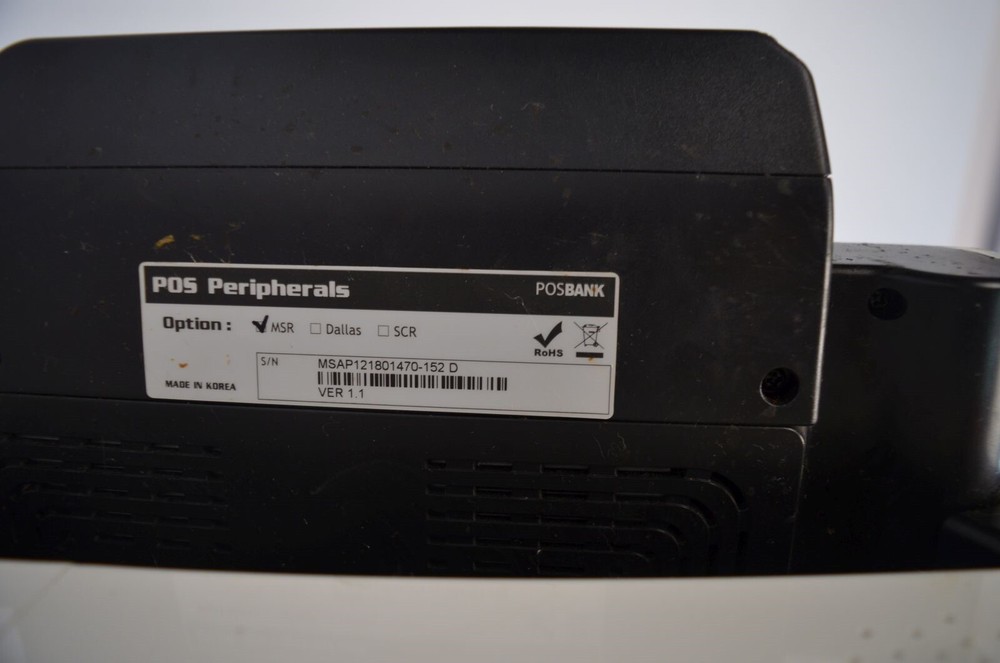 POS Peripherals POSBANK
Option : MSR Dallas SCR
RoHS
S/N MSAP121801470-152 D
MADE IN KOREA
VER 1.1